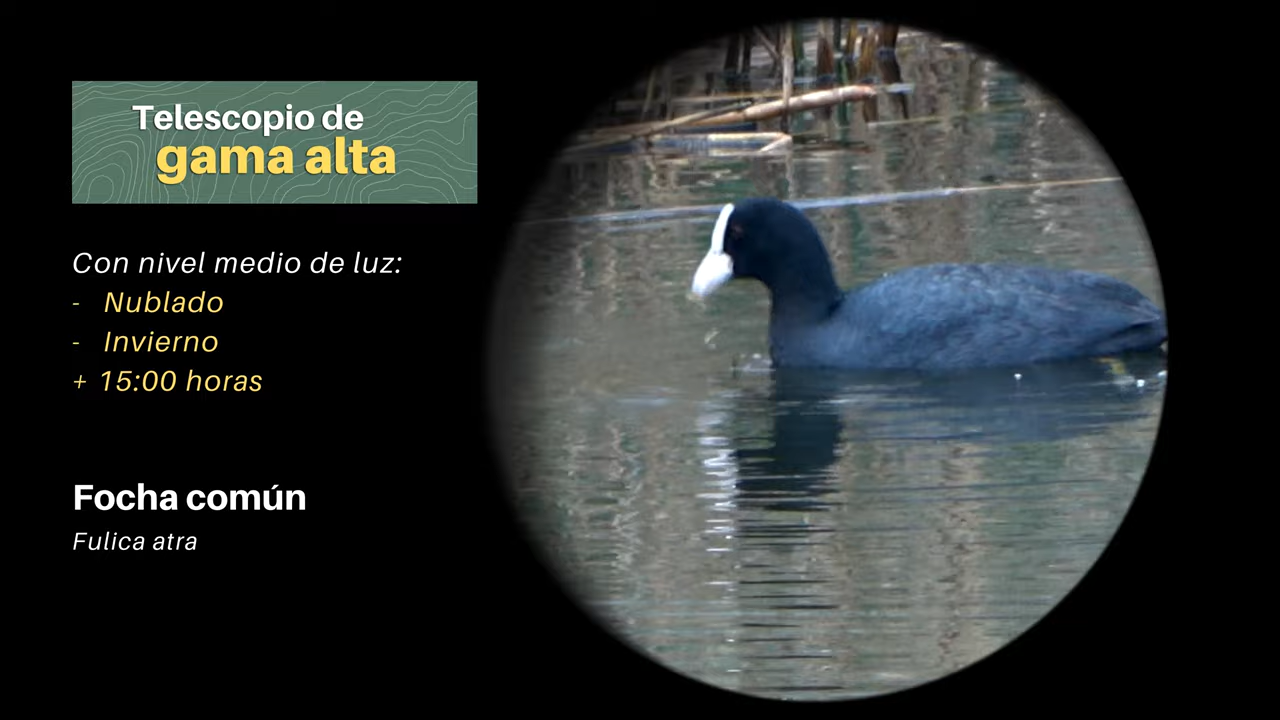 Telescopio de
gama alta
Con nivel medio de luz:
- Nublado
- Invierno
+ 15:00 horas
Focha común
Fulica atra